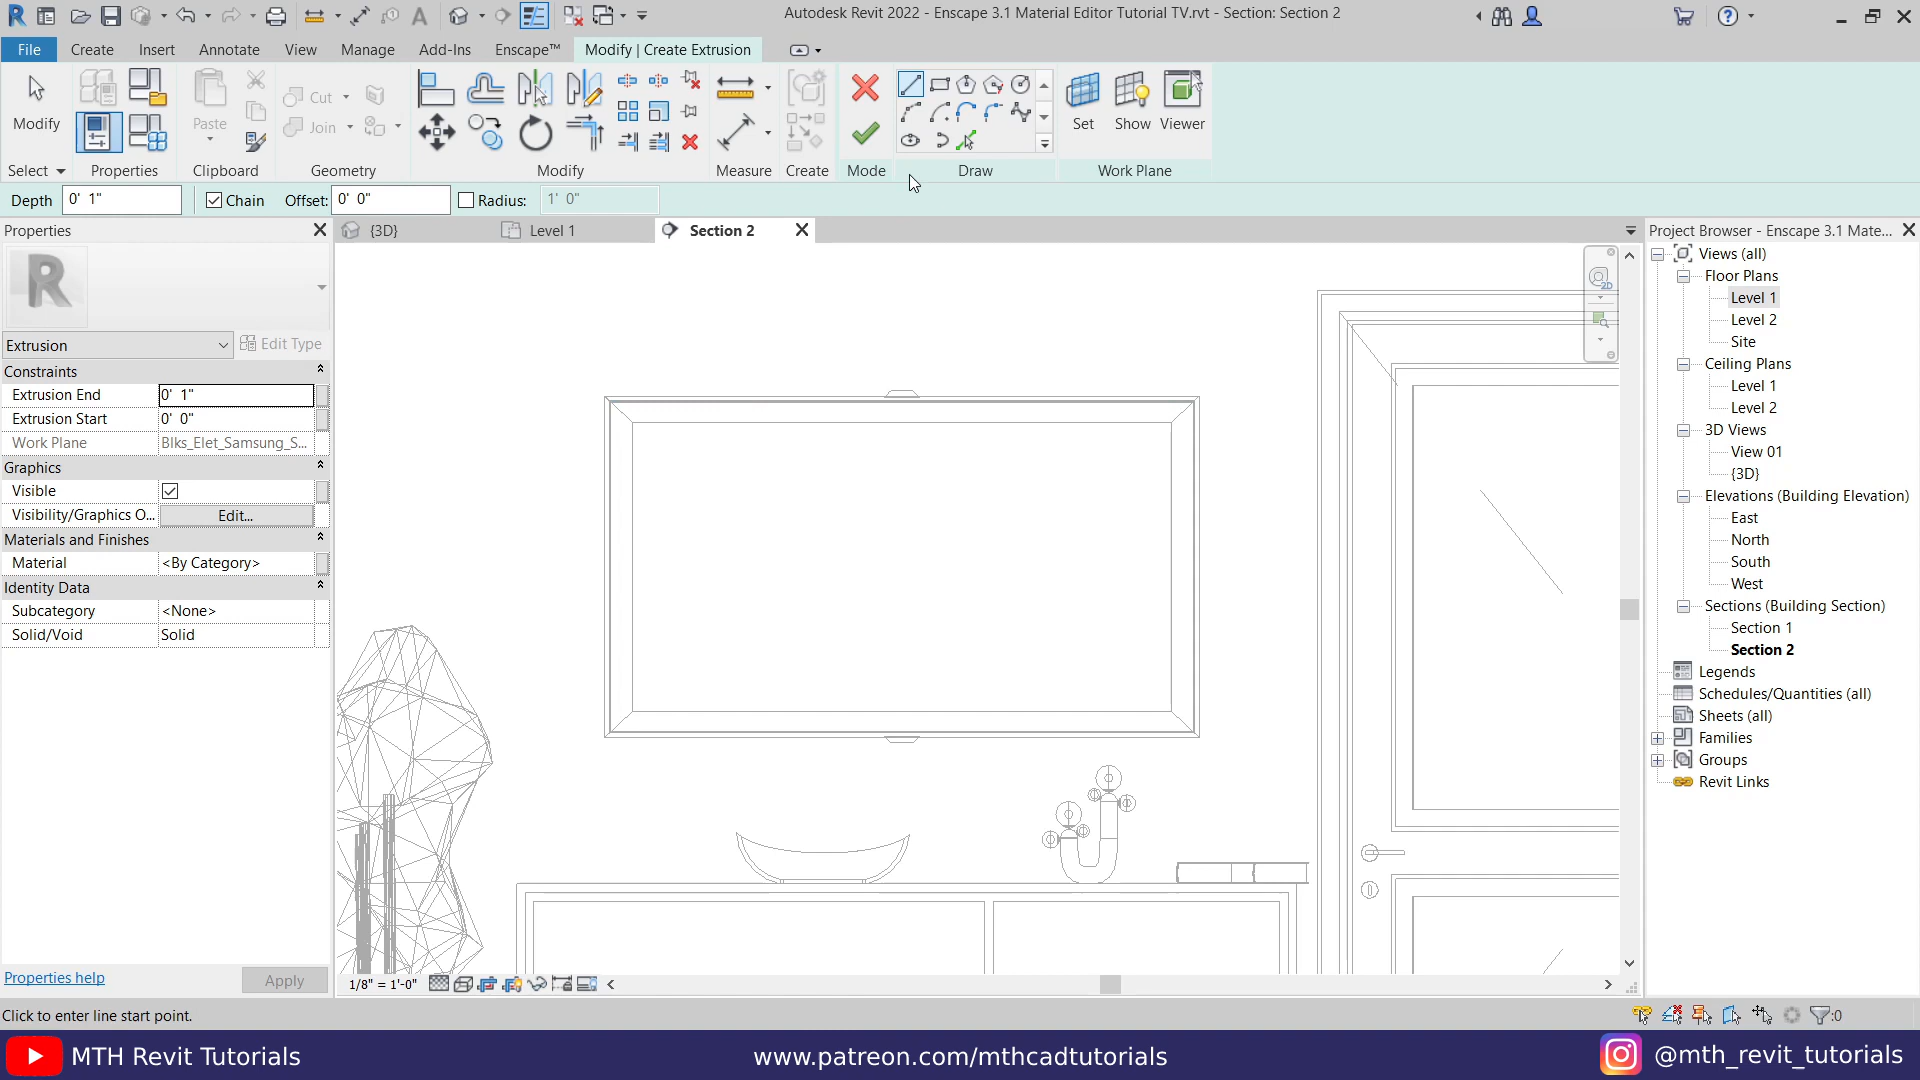 Autodesk Revit 2022 - Enscape 3.1 Material Editor Tutorial TV.rvt - Section: Section 2
File Create Insert Annotate View Manage Add-Ins Enscape™ Modify | Create Extrusion
Modify Paste Cut Join Set Show Viewer
Select Properties Clipboard Geometry Modify Measure Create Mode Draw Work Plane
Depth 0' 1" Chain Offset: 0' 0" Radius: 1' 0"
Properties
{3D} Level 1 Section 2
Extrusion Edit Type
Constraints
Extrusion End 0' 1"
Extrusion Start 0' 0"
Work Plane Blks_Elet_Samsung_S...
Graphics
Visible
Visibility/Graphics O... Edit...
Materials and Finishes
Material <By Category>
Identity Data
Subcategory <None>
Solid/Void Solid
Properties help Apply
1/8" = 1'-0"
Click to enter line start point.
Project Browser - Enscape 3.1 Mate...
Views (all)
Floor Plans
Level 1
Level 2
Site
Ceiling Plans
Level 1
Level 2
3D Views
View 01
{3D}
Elevations (Building Elevation)
East
North
South
West
Sections (Building Section)
Section 1
Section 2
Legends
Schedules/Quantities (all)
Sheets (all)
Families
Groups
Revit Links
:0
MTH Revit Tutorials
www.patreon.com/mthcadtutorials
@mth_revit_tutorials